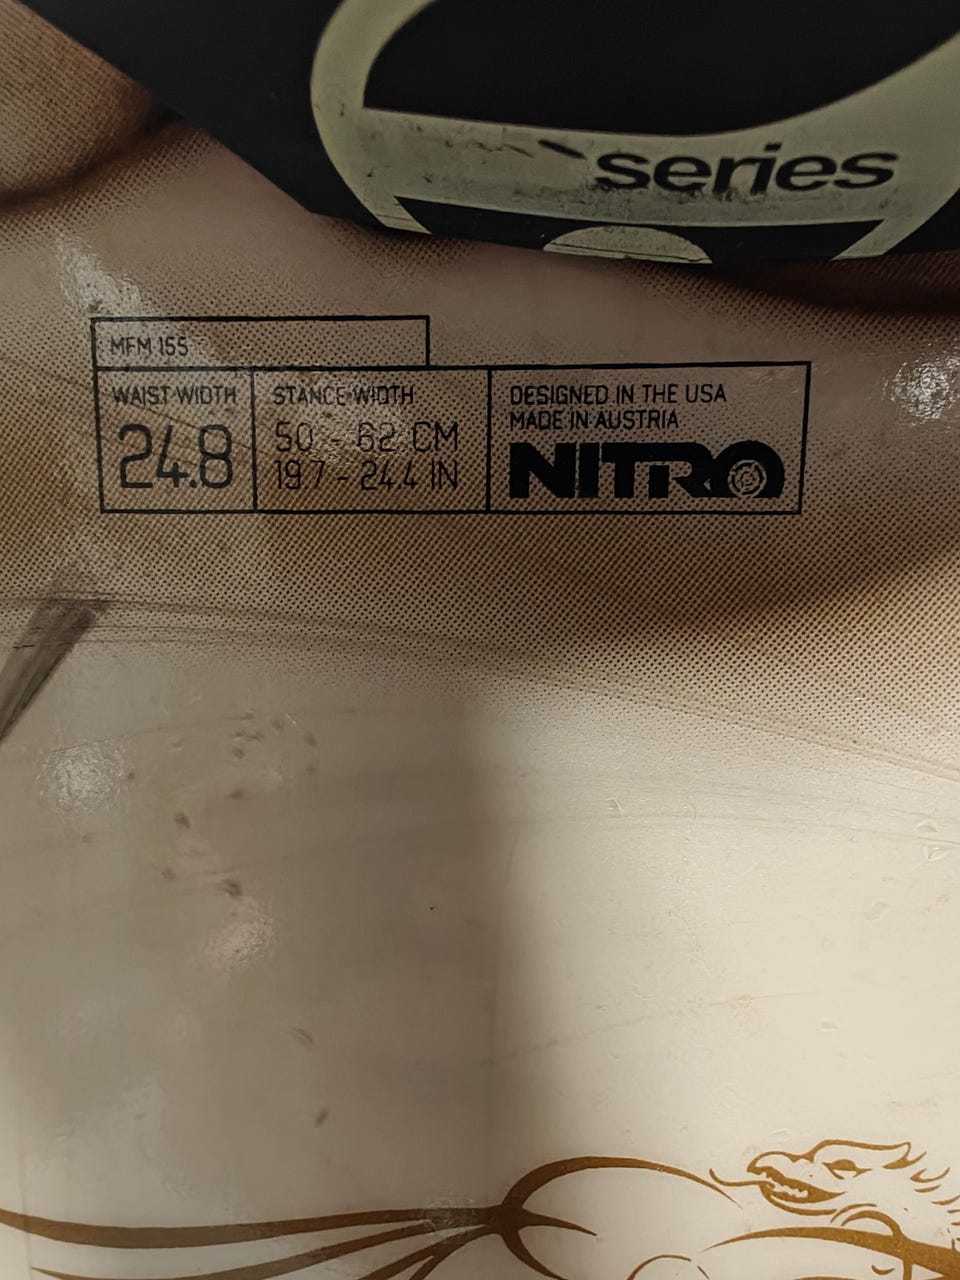 series
MFM 155
WAIST WIDTH
24.8
STANCE WIDTH
50 - 62 CM
19.7 - 24.4 IN
DESIGNED IN THE USA
MADE IN AUSTRIA
NITRO